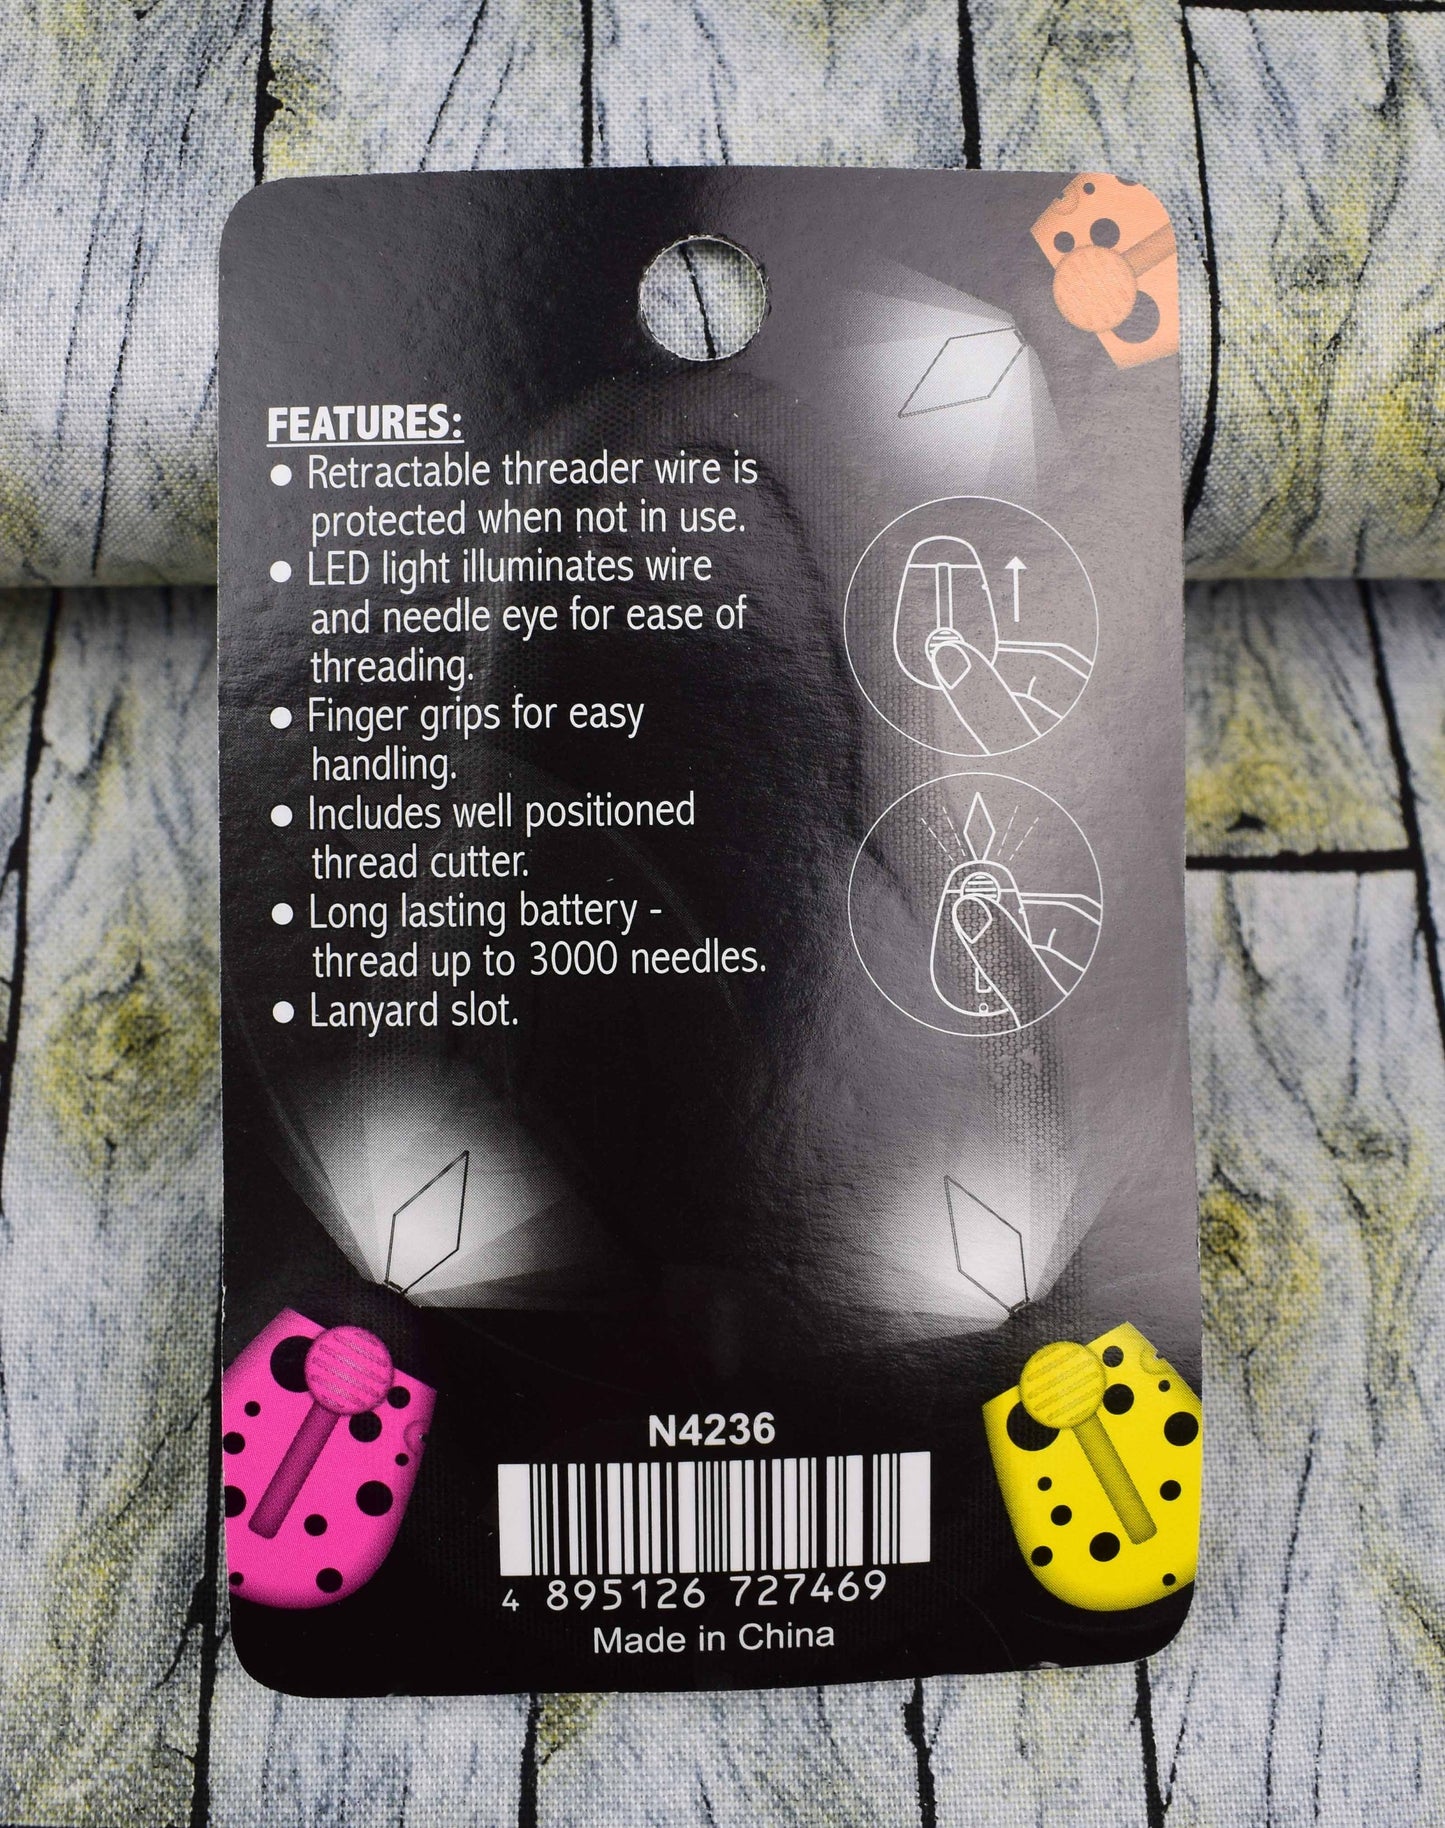 FEATURES:
● Retractable threader wire is
protected when not in use.
● LED light illuminates wire
and needle eye for ease of
threading.
● Finger grips for easy
handling.
● Includes well positioned
thread cutter.
● Long lasting battery -
thread up to 3000 needles.
● Lanyard slot.
N4236
4 895126 727469
Made in China